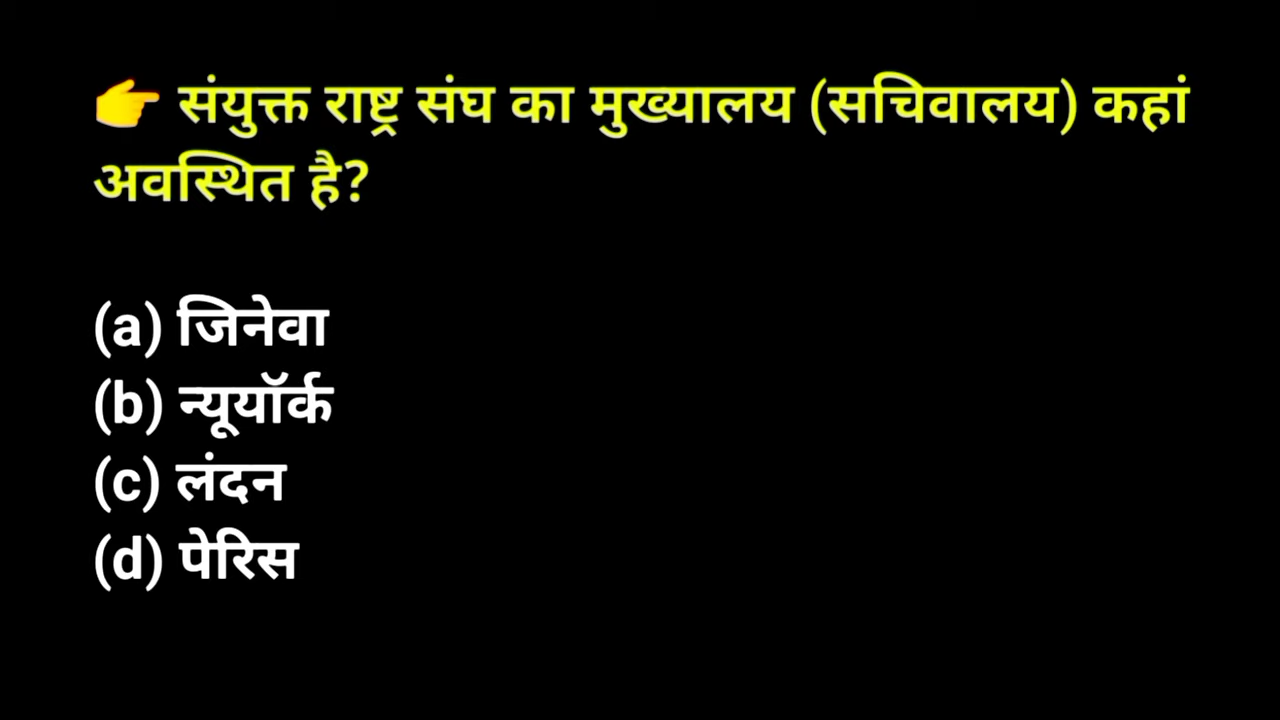 👉 संयुक्त राष्ट्र संघ का मुख्यालय (सचिवालय) कहां
अवस्थित है?
(a) जिनेवा
(b) न्यूयॉर्क
(c) लंदन
(d) पेरिस